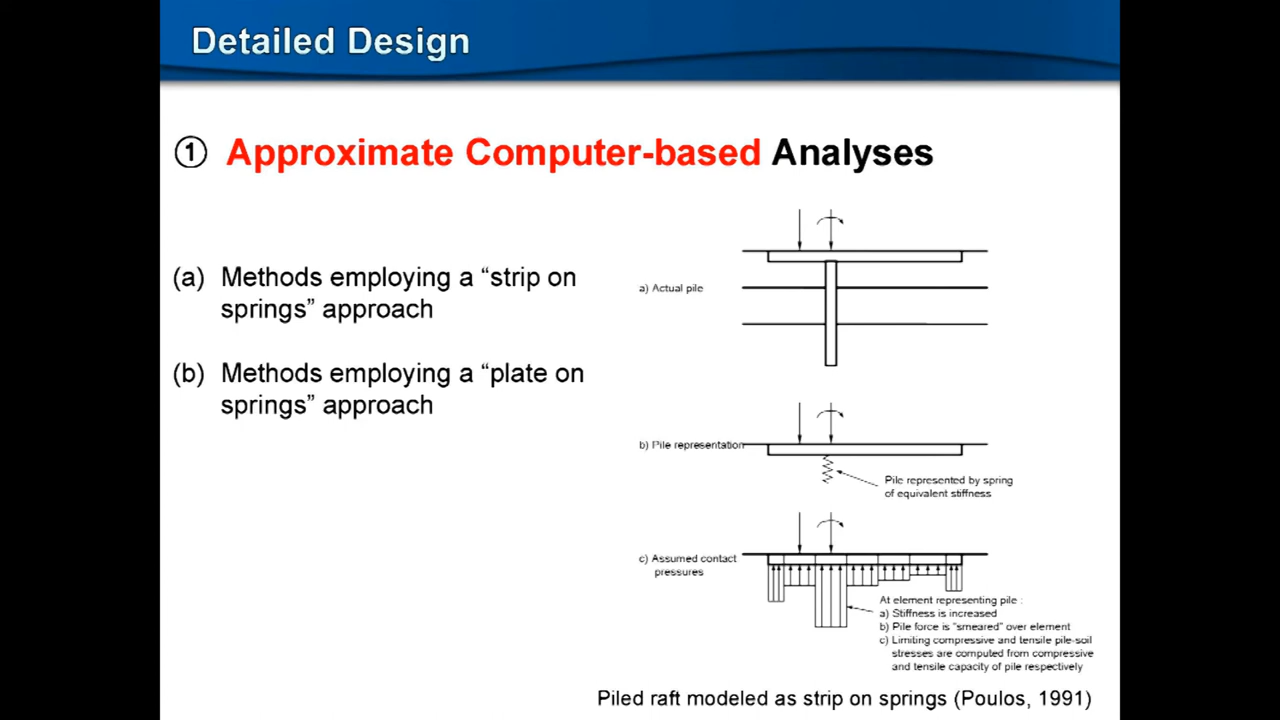 Detailed Design
① Approximate Computer-based Analyses
(a) Methods employing a “strip on
springs” approach
(b) Methods employing a “plate on
springs” approach
a) Actual pile
b) Pile representation
Pile represented by spring
of equivalent stiffness
c) Assumed contact
pressures
At element representing pile :
a) Stiffness is increased
b) Pile force is "smeared" over element
c) Limiting compressive and tensile pile-soil
stresses are computed from compressive
and tensile capacity of pile respectively
Piled raft modeled as strip on springs (Poulos, 1991)